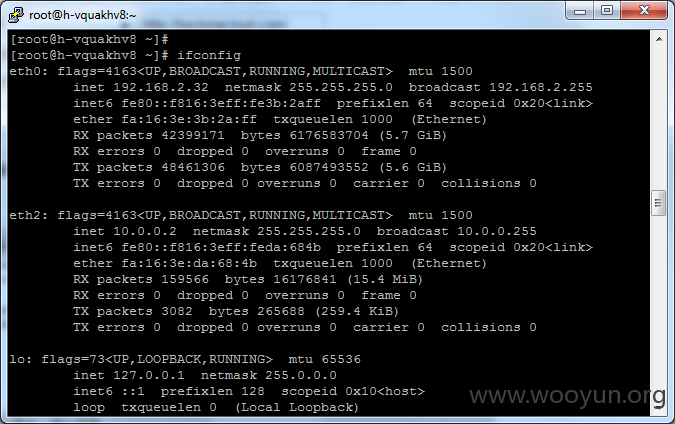 root@h-vquakhv8:~
[root@h-vquakhv8 ~]#
[root@h-vquakhv8 ~]# ifconfig
eth0: flags=4163<UP,BROADCAST,RUNNING,MULTICAST>  mtu 1500
        inet 192.168.2.32  netmask 255.255.255.0  broadcast 192.168.2.255
        inet6 fe80::f816:3eff:fe3b:2aff  prefixlen 64  scopeid 0x20<link>
        ether fa:16:3e:3b:2a:ff  txqueuelen 1000  (Ethernet)
        RX packets 42399171  bytes 6176583704 (5.7 GiB)
        RX errors 0  dropped 0  overruns 0  frame 0
        TX packets 48461306  bytes 6087493552 (5.6 GiB)
        TX errors 0  dropped 0 overruns 0  carrier 0  collisions 0
eth2: flags=4163<UP,BROADCAST,RUNNING,MULTICAST>  mtu 1500
        inet 10.0.0.2  netmask 255.255.255.0  broadcast 10.0.0.255
        inet6 fe80::f816:3eff:feda:684b  prefixlen 64  scopeid 0x20<link>
        ether fa:16:3e:da:68:4b  txqueuelen 1000  (Ethernet)
        RX packets 159566  bytes 16176841 (15.4 MiB)
        RX errors 0  dropped 0  overruns 0  frame 0
        TX packets 3082  bytes 265688 (259.4 KiB)
        TX errors 0  dropped 0 overruns 0  carrier 0  collisions 0
lo: flags=73<UP,LOOPBACK,RUNNING>  mtu 65536
        inet 127.0.0.1  netmask 255.0.0.0
        inet6 ::1  prefixlen 128  scopeid 0x10<host>
        loop  txqueuelen 0  (Local Loopback)
www.wooyun.org